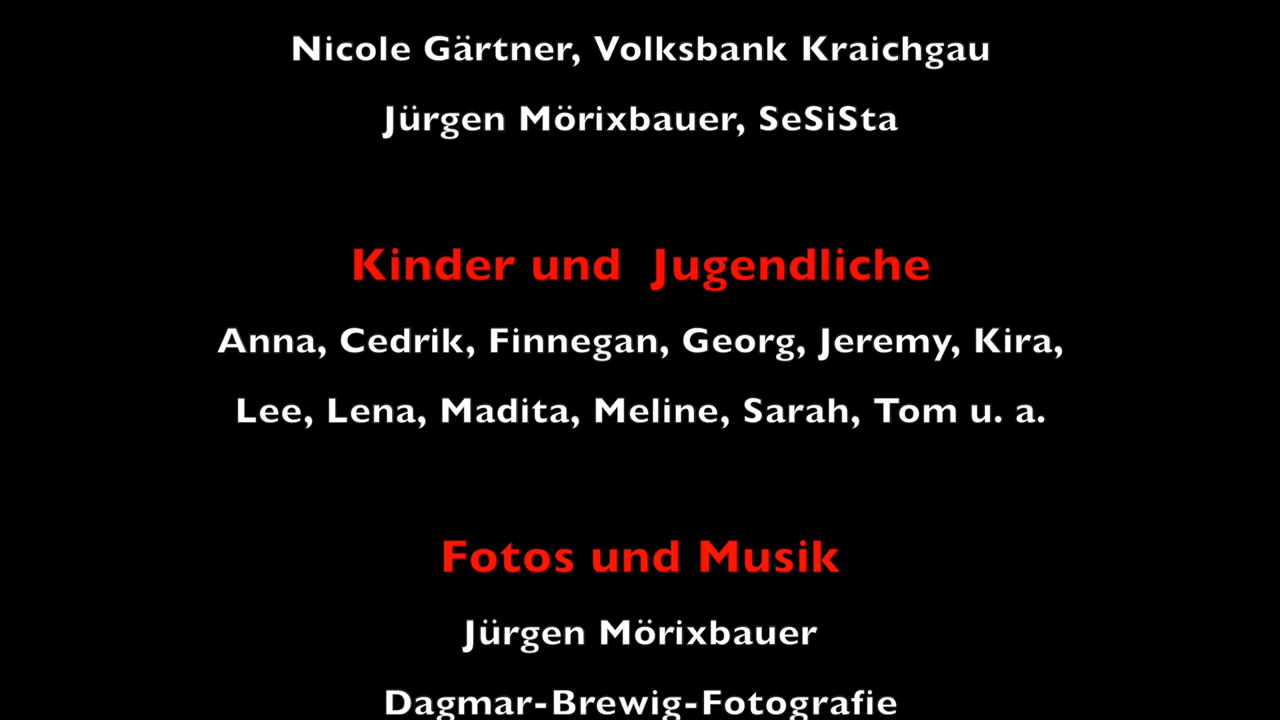 Nicole Gärtner, Volksbank Kraichgau
Jürgen Mörixbauer, SeSiSta
Kinder und  Jugendliche
Anna, Cedrik, Finnegan, Georg, Jeremy, Kira,
Lee, Lena, Madita, Meline, Sarah, Tom u. a.
Fotos und Musik
Jürgen Mörixbauer
Dagmar-Brewig-Fotografie